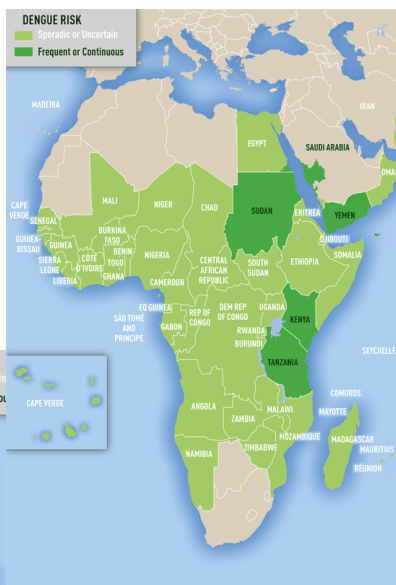 DENGUE RISK
Sporadic or Uncertain
Frequent or Continuous
MADEIRA
IRAN
EGYPT
SAUDI ARABIA
CAPE
VERDE
SENEGAL
MALI
NIGER
CHAD
SUDAN
ERITREA
YEMEN
GUINEA-
BISSAU
GUINEA
BURKINA
FASO
BENIN
DJIBOUTI
SIERRA
LEONE
CÔTE
D'IVOIRE
TOGO
NIGERIA
CENTRAL
AFRICAN
REPUBLIC
SOUTH
SUDAN
ETHIOPIA
SOMALIA
LIBERIA
GHANA
CAMEROON
EQ GUINEA
SÃO TOMÉ
AND
PRINCIPE
GABON
REP OF
CONGO
DEM REP
OF CONGO
UGANDA
KENYA
RWANDA
BURUNDI
TANZANIA
SEYCHELLE
CAPE VERDE
ANGOLA
ZAMBIA
MALAWI
COMOROS
MAYOTTE
MOZAMBIQUE
MADAGASCAR
MAURITIUS
RÉUNION
NAMIBIA
ZIMBABWE